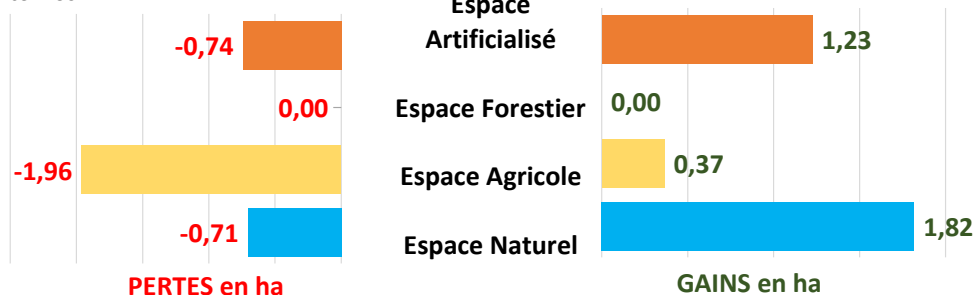 Espace
Artificialisé
-0,74
1,23
0,00
Espace Forestier
0,00
-1,96
Espace Agricole
0,37
-0,71
Espace Naturel
1,82
PERTES en ha
GAINS en ha